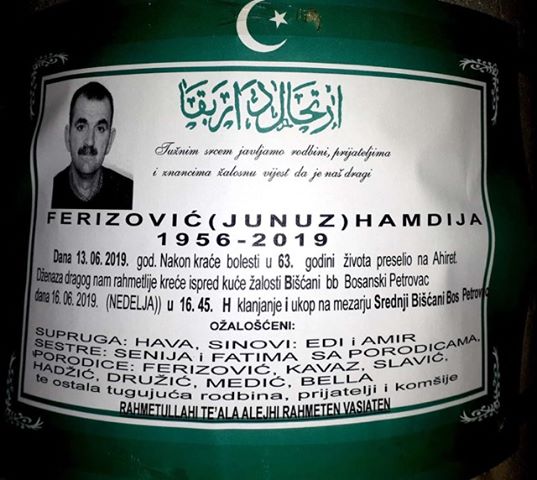 ارتحال دار بقا
Tužnim srcem javljamo rodbini, prijateljima
i znancima žalosnu vijest da je naš dragi
FERIZOVIĆ(JUNUZ)HAMDIJA
1956-2019
Dana 13.06.2019. god. Nakon kraće bolesti u 63. godini života preselio na Ahiret.
Dženaza dragog nam rahmetlije kreće ispred kuće žalosti Bišćani bb Bosanski Petrovac
dana 16.06.2019. (NEDELJA)) u 16.45. H klanjanje i ukop na mezarju Srednji Bišćani Bos Petrovac
OŽALOŠĆENI:
SUPRUGA: HAVA, SINOVI: EDI i AMIR
SESTRE: SENIJA i FATIMA SA PORODICAMA,
PORODICE: FERIZOVIĆ, KAVAZ, SLAVIĆ.
HADŽIĆ, DRUŽIĆ, MEDIĆ, BELLA
te ostala tugujuća rodbina, prijatelji i komšije
RAHMETULLAHI TE'ALA ALEJHI RAHMETEN VASIATEN